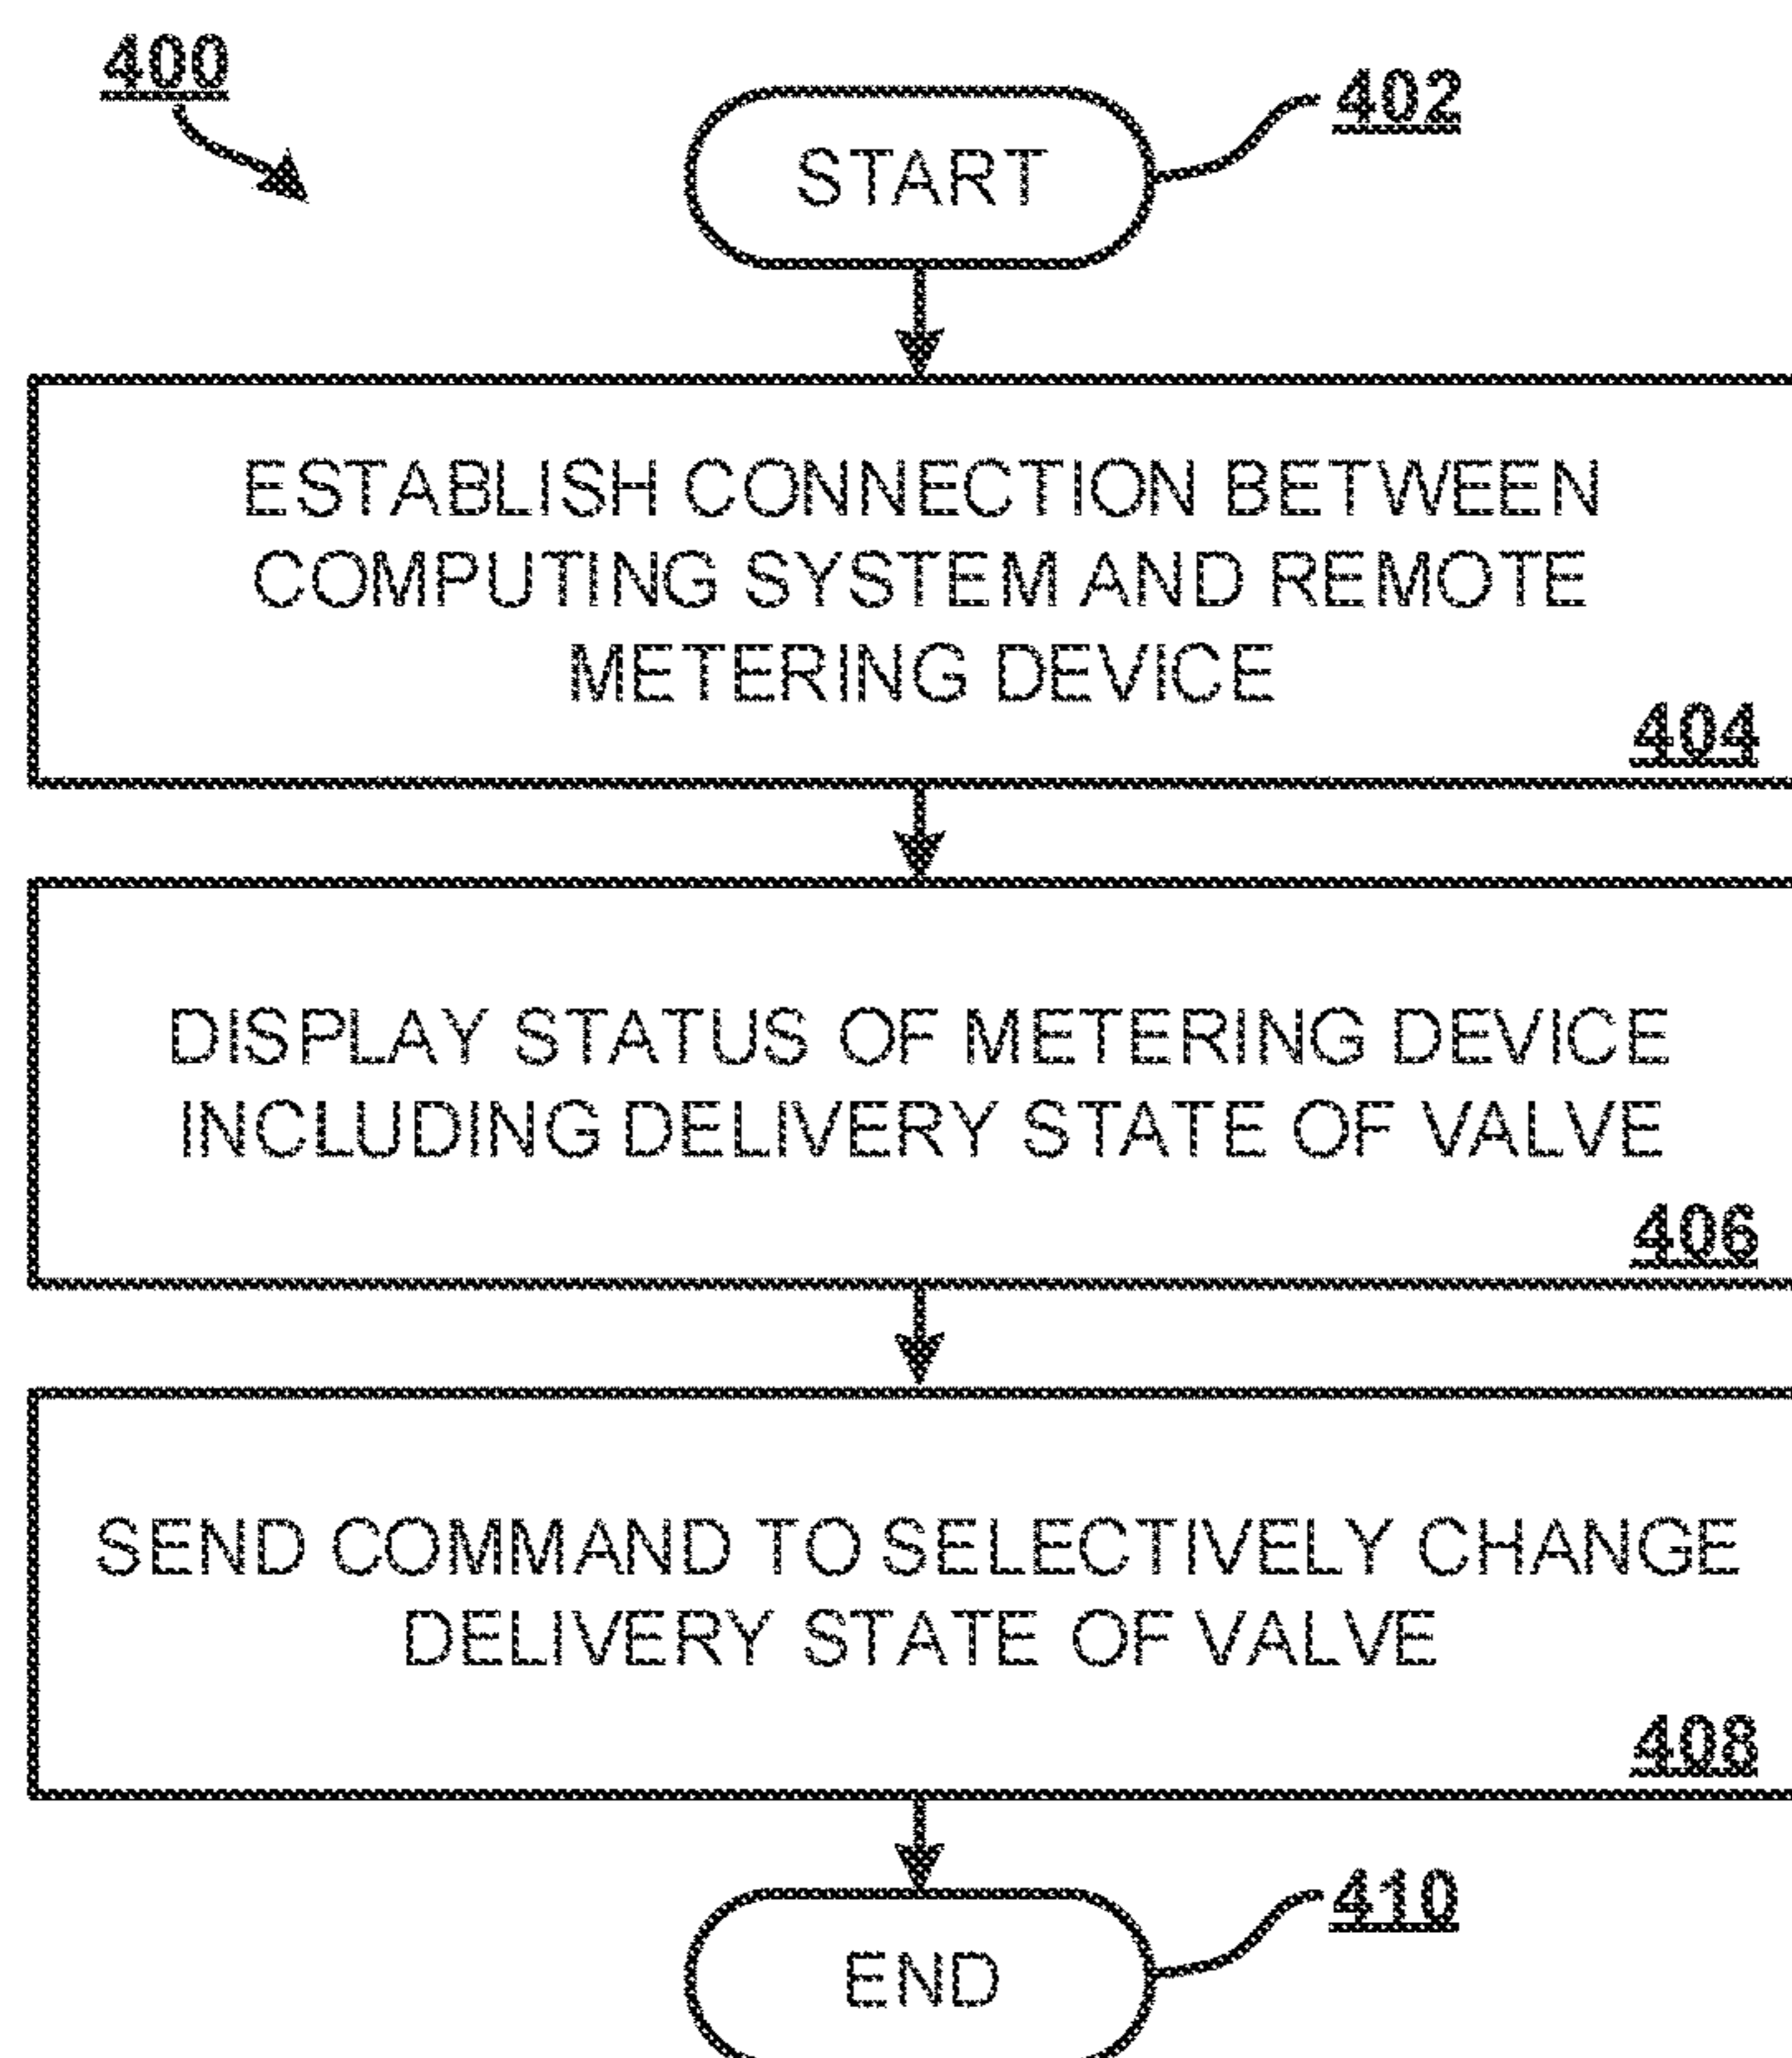 400
402
START
ESTABLISH CONNECTION BETWEEN
COMPUTING SYSTEM AND REMOTE
METERING DEVICE
404
DISPLAY STATUS OF METERING DEVICE
INCLUDING DELIVERY STATE OF VALVE
406
SEND COMMAND TO SELECTIVELY CHANGE
DELIVERY STATE OF VALVE
408
410
END